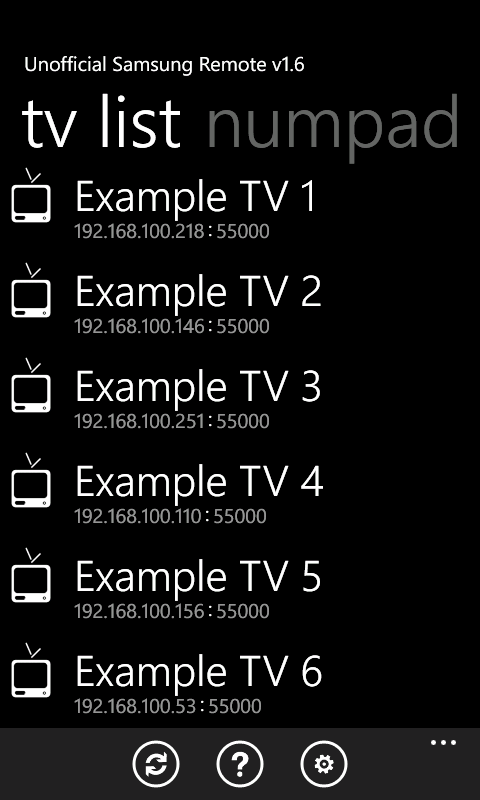 Unofficial Samsung Remote v1.6
tv list numpad
Example TV 1
192.168.100.218:55000
Example TV 2
192.168.100.146:55000
Example TV 3
192.168.100.251:55000
Example TV 4
192.168.100.110:55000
Example TV 5
192.168.100.156:55000
Example TV 6
192.168.100.53:55000